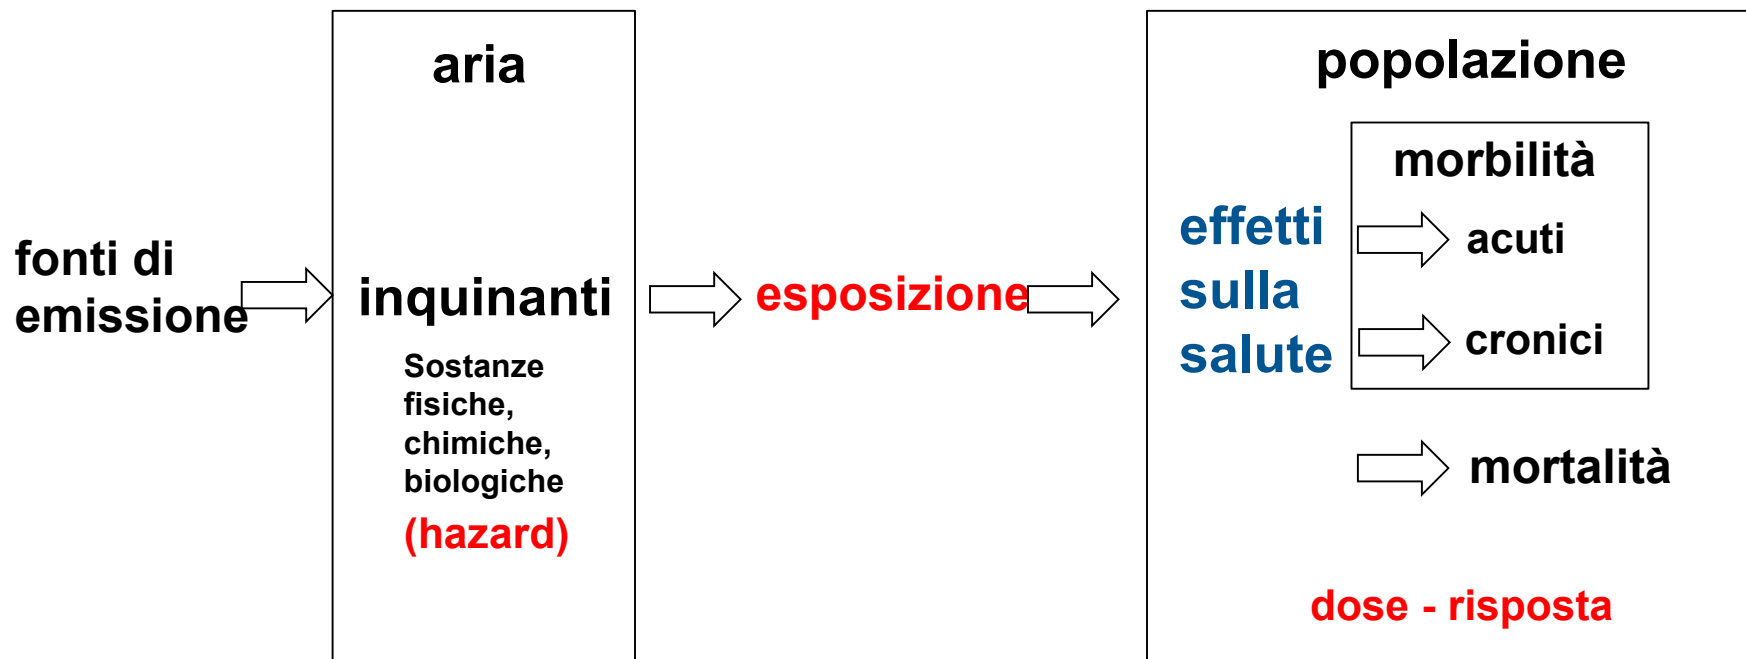 fonti di
emissione
aria
inquinanti
Sostanze
fisiche,
chimiche,
biologiche
(hazard)
esposizione
popolazione
effetti
sulla
salute
morbilità
acuti
cronici
mortalità
dose - risposta